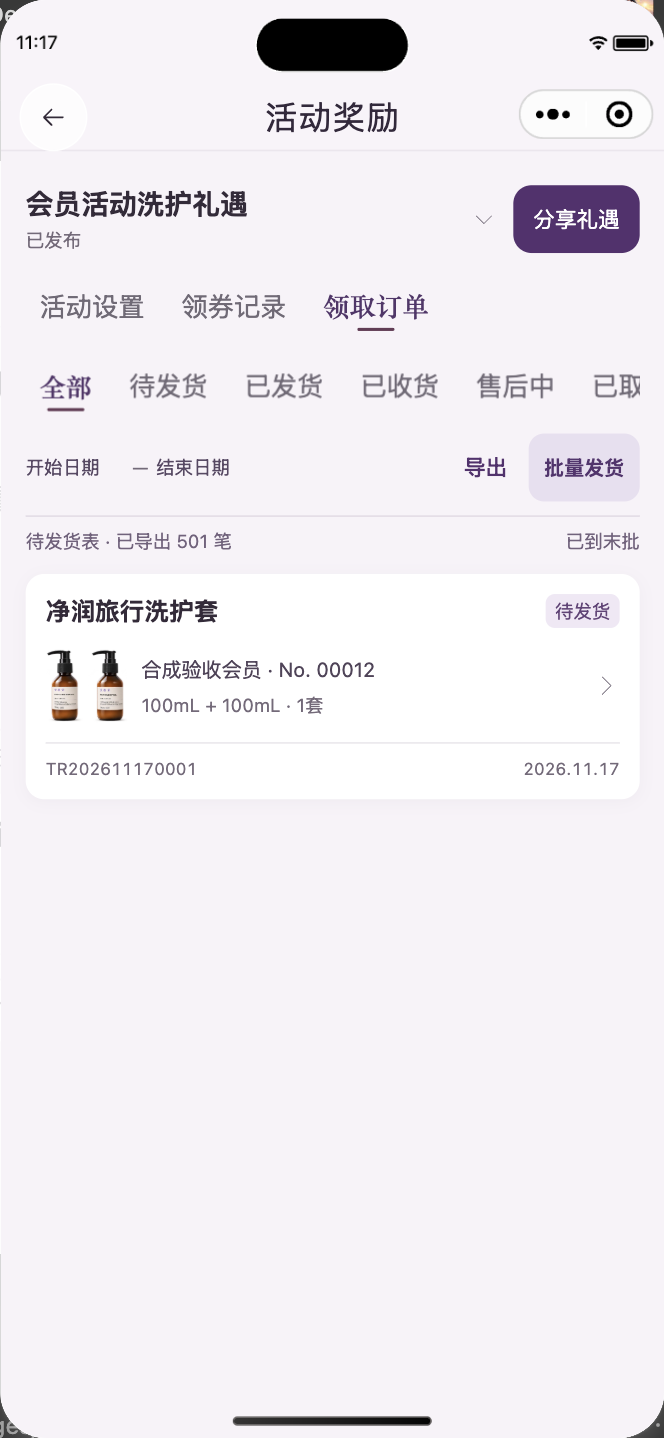 11:17
活动奖励
会员活动洗护礼遇
已发布
分享礼遇
活动设置 领券记录 领取订单
全部 待发货 已发货 已收货 售后中 已取
开始日期 — 结束日期 导出 批量发货
待发货表 · 已导出 501 笔 已到末批
净润旅行洗护套 待发货
合成验收会员 · No. 00012
100mL + 100mL · 1套
TR202611170001 2026.11.17